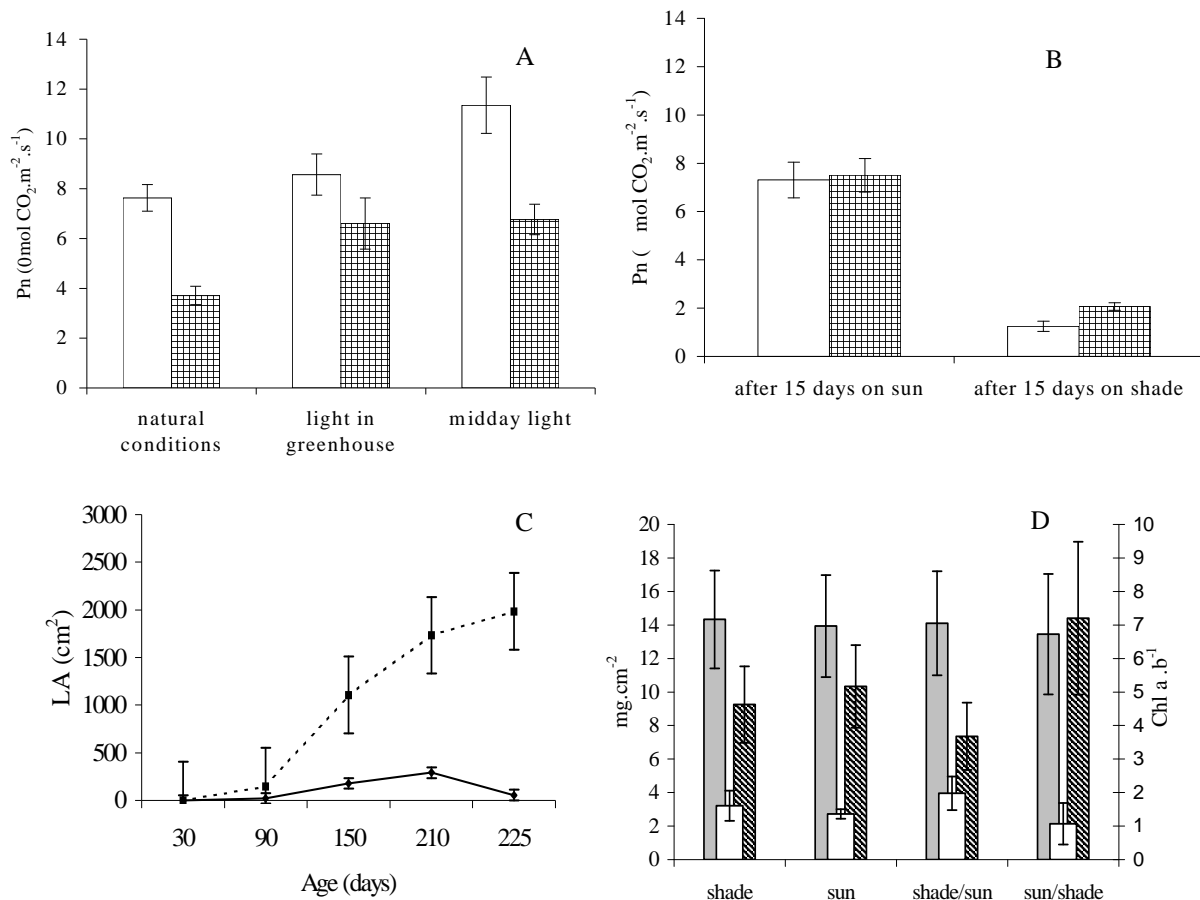 A
Pn (0mol CO₂.m⁻².s⁻¹)
14
12
10
8
6
4
2
0
natural conditions
light in greenhouse
midday light
B
Pn ( mol CO₂.m⁻².s⁻¹)
14
12
10
8
6
4
2
0
after 15 days on sun
after 15 days on shade
C
LA (cm²)
3000
2500
2000
1500
1000
500
0
30 90 150 210 225
Age (days)
D
mg.cm⁻²
20
18
16
14
12
10
8
6
4
2
0
Chl a .b⁻¹
10
9
8
7
6
5
4
3
2
1
0
shade sun shade/sun sun/shade